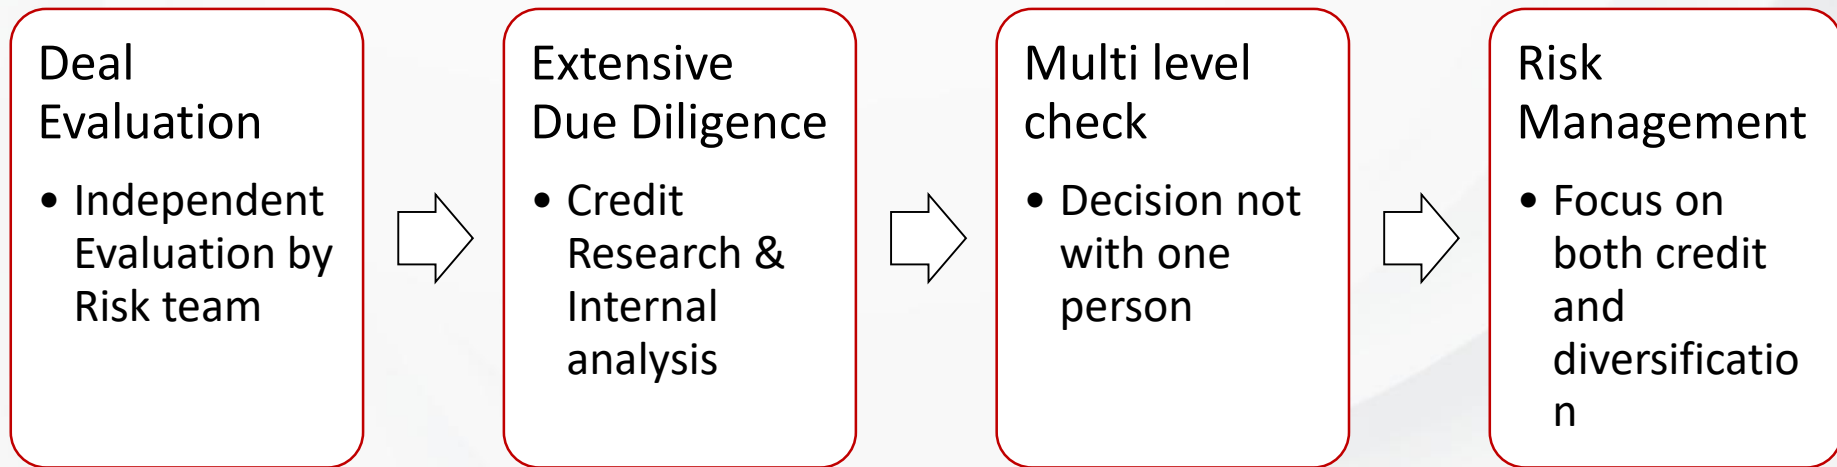 Deal
Evaluation
• Independent
Evaluation by
Risk team
Extensive
Due Diligence
• Credit
Research &
Internal
analysis
Multi level
check
• Decision not
with one
person
Risk
Management
• Focus on
both credit
and
diversificatio
n